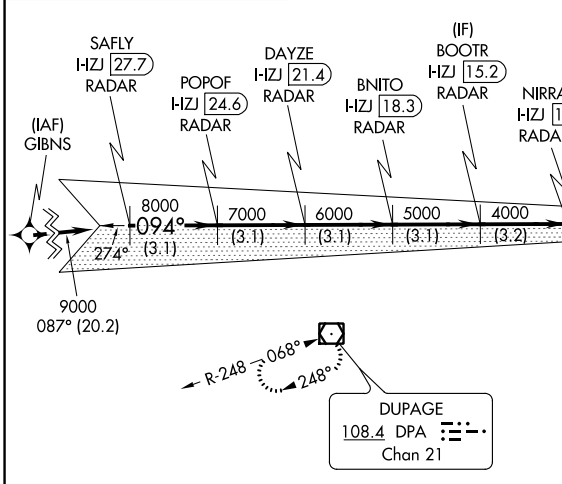 SAFLY
I-IZJ 27.7
RADAR
POPOF
I-IZJ 24.6
RADAR
DAYZE
I-IZJ 21.4
RADAR
BNITO
I-IZJ 18.3
RADAR
(IF)
BOOTR
I-IZJ 15.2
RADAR
NIRRA
I-IZJ 1
RADA
(IAF)
GIBNS
8000
094°
(3.1)
274°
7000
(3.1)
6000
(3.1)
5000
(3.1)
4000
(3.2)
9000
087° (20.2)
R-248
068°
248°
DUPAGE
108.4 DPA
Chan 21